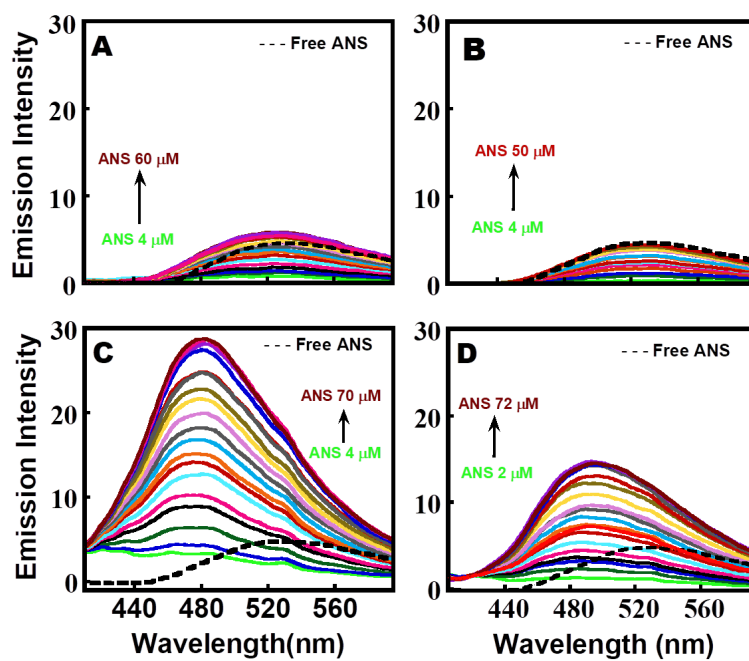 A
--- Free ANS
30
20
10
0
ANS 60 μM
ANS 4 μM
Emission Intensity
B
--- Free ANS
30
20
10
0
ANS 50 μM
ANS 4 μM
C
--- Free ANS
30
20
10
0
ANS 70 μM
ANS 4 μM
Emission Intensity
440 480 520 560
Wavelength(nm)
D
--- Free ANS
30
20
10
0
ANS 72 μM
ANS 2 μM
440 480 520 560
Wavelength (nm)